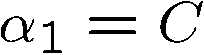 α₁ = C